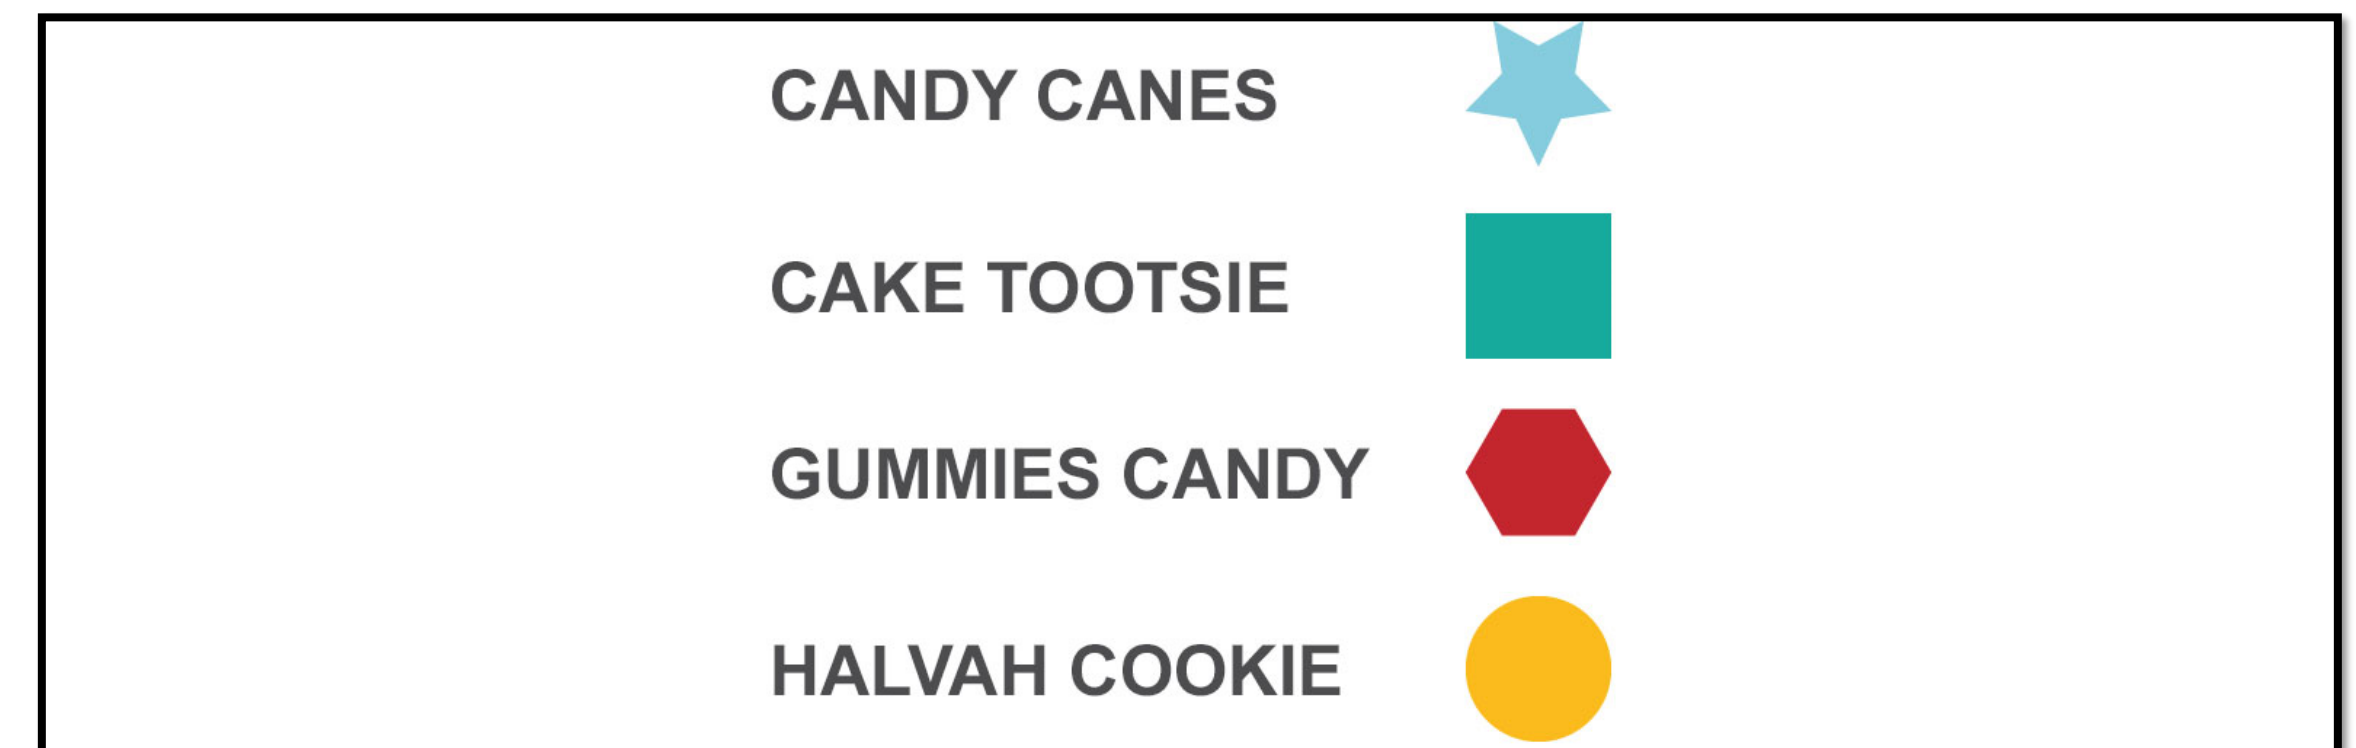 CANDY CANES
CAKE TOOTSIE
GUMMIES CANDY
HALVAH COOKIE